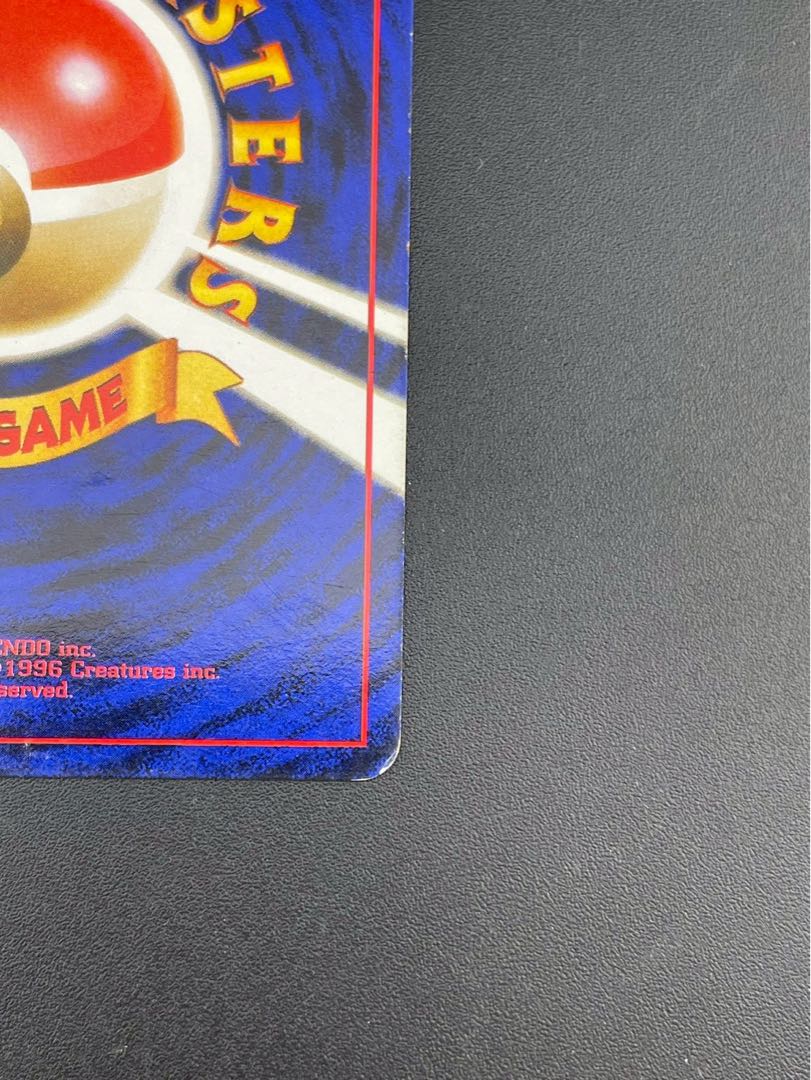 STERS
GAME
ENDO inc.
©1996 Creatures inc.
served.